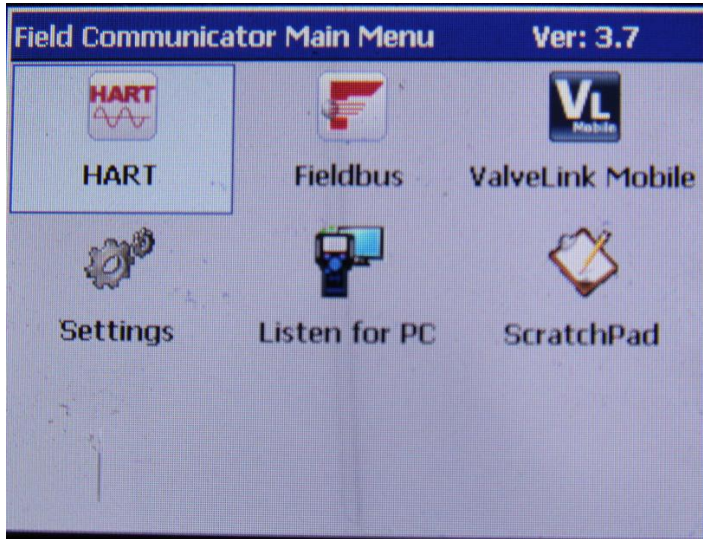 Field Communicator Main Menu Ver: 3.7
HART
VL
Mobile
HART Fieldbus ValveLink Mobile
Settings Listen for PC ScratchPad